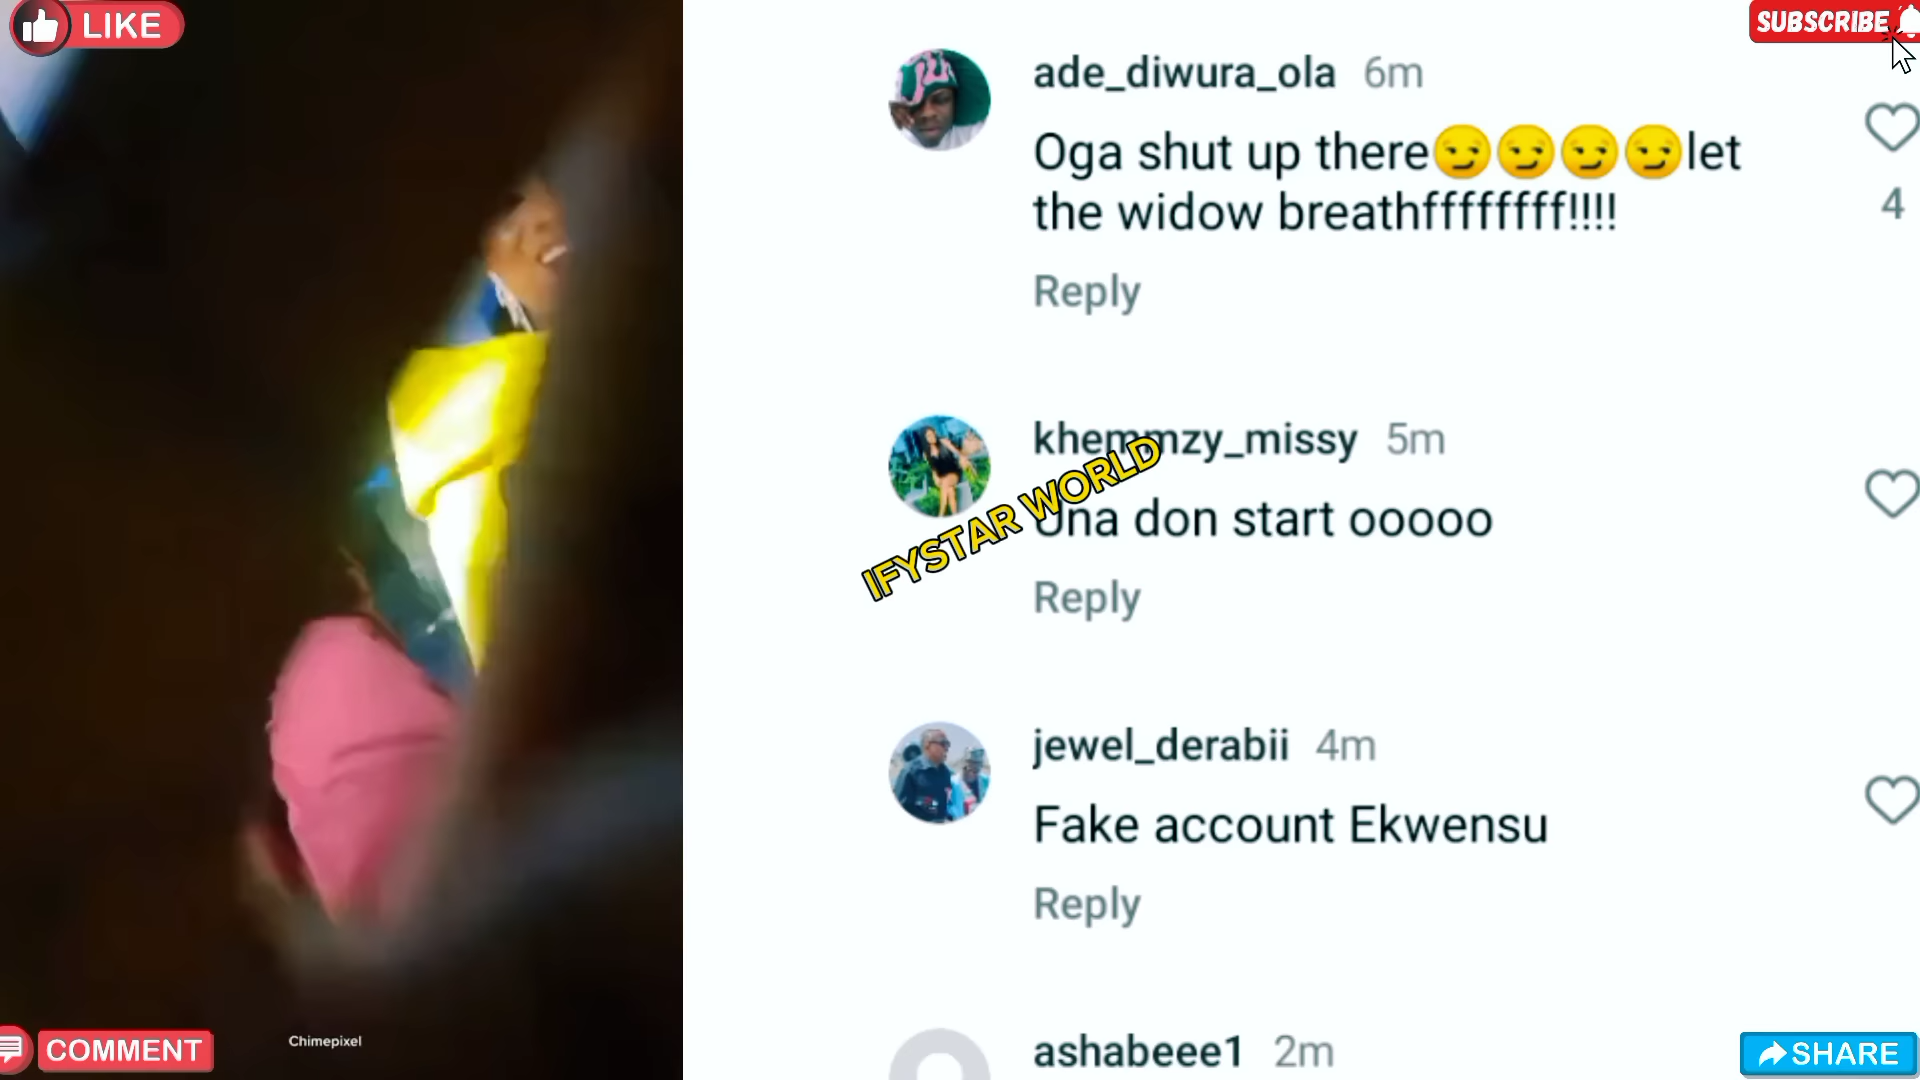 LIKE
SUBSCRIBE
ade_diwura_ola 6m
Oga shut up there😏😏😏😏let
the widow breathffffffff!!!!
4
Reply
khemmzy_missy 5m
IFYSTAR WORLD
Una don start ooooo
Reply
jewel_derabii 4m
Fake account Ekwensu
Reply
ashabeee1 2m
Chimepixel
COMMENT
SHARE